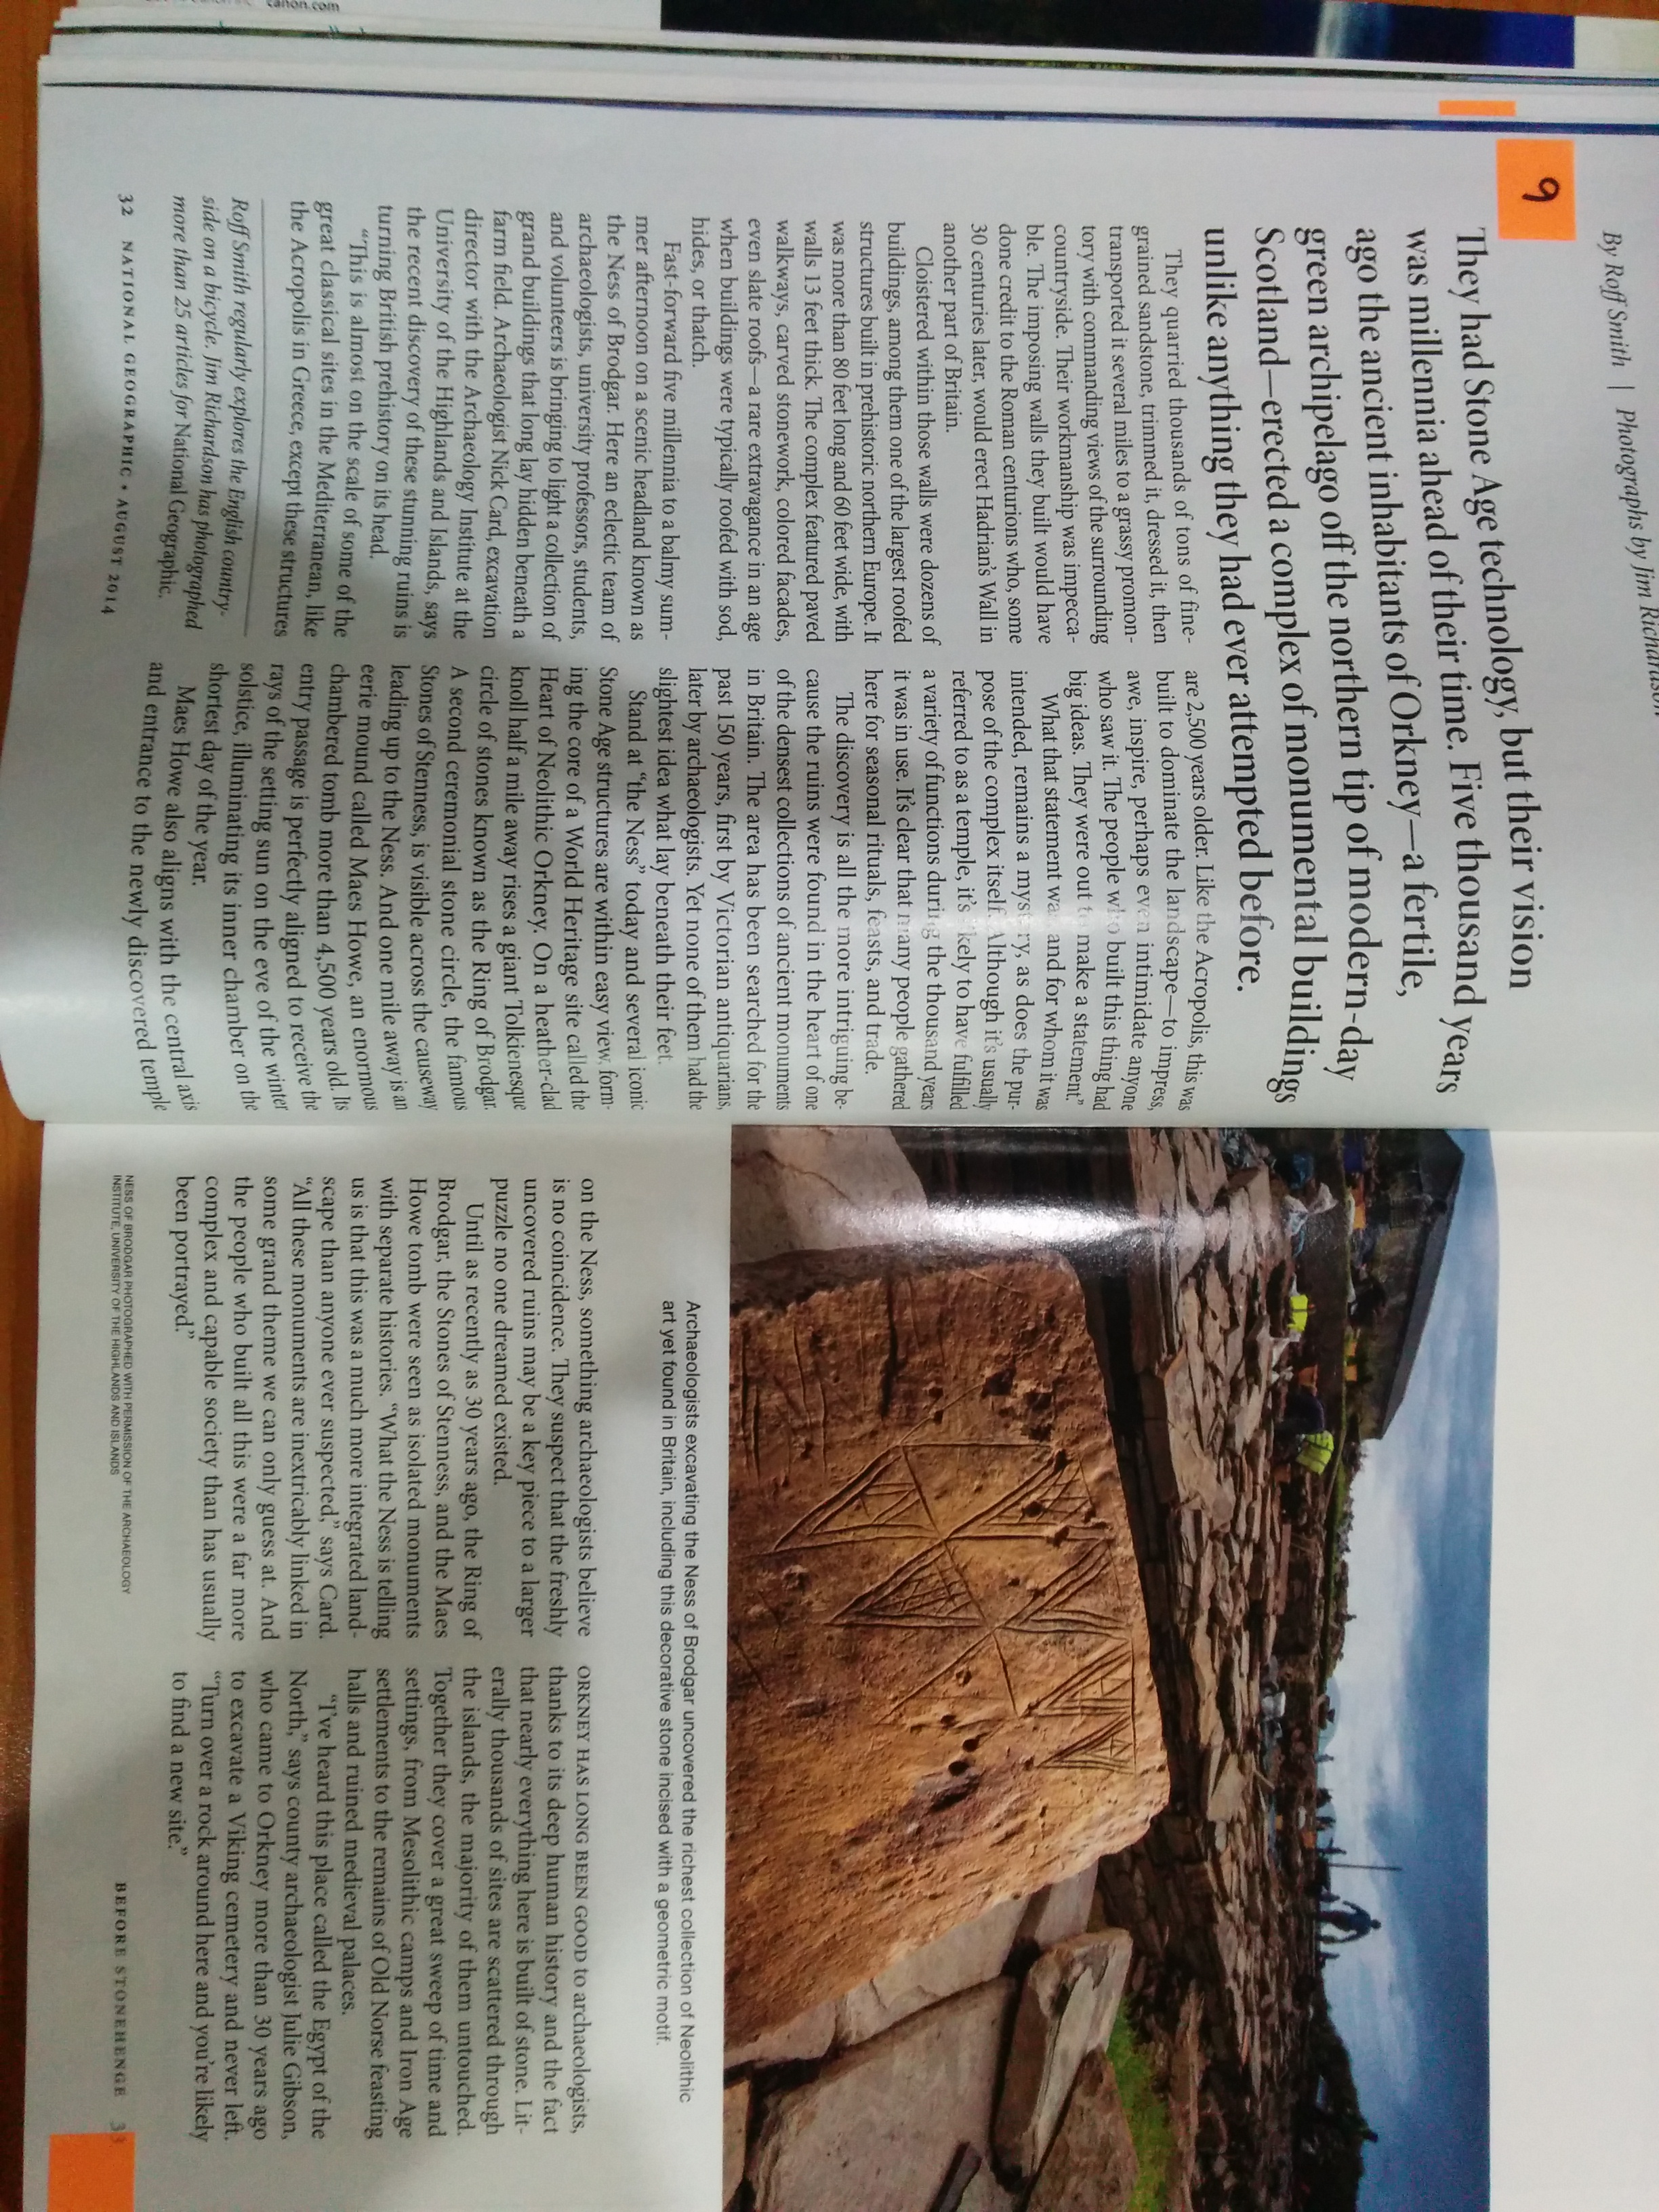 canon.com
9
By Roff Smith | Photographs by Jim Richardson
They had Stone Age technology, but their vision
was millennia ahead of their time. Five thousand years
ago the ancient inhabitants of Orkney—a fertile,
green archipelago off the northern tip of modern-day
Scotland—erected a complex of monumental buildings
unlike anything they had ever attempted before.
They quarried thousands of tons of fine-
grained sandstone, trimmed it, dressed it, then
transported it several miles to a grassy promon-
tory with commanding views of the surrounding
countryside. Their workmanship was impecca-
ble. The imposing walls they built would have
done credit to the Roman centurions who, some
30 centuries later, would erect Hadrian's Wall in
another part of Britain.
Cloistered within those walls were dozens of
buildings, among them one of the largest roofed
structures built in prehistoric northern Europe. It
was more than 80 feet long and 60 feet wide, with
walls 13 feet thick. The complex featured paved
walkways, carved stonework, colored facades,
even slate roofs—a rare extravagance in an age
when buildings were typically roofed with sod,
hides, or thatch.
Fast-forward five millennia to a balmy sum-
mer afternoon on a scenic headland known as
the Ness of Brodgar. Here an eclectic team of
archaeologists, university professors, students,
and volunteers is bringing to light a collection of
grand buildings that long lay hidden beneath a
farm field. Archaeologist Nick Card, excavation
director with the Archaeology Institute at the
University of the Highlands and Islands, says
the recent discovery of these stunning ruins is
turning British prehistory on its head.
"This is almost on the scale of some of the
great classical sites in the Mediterranean, like
the Acropolis in Greece, except these structures
Roff Smith regularly explores the English country-
side on a bicycle. Jim Richardson has photographed
more than 25 articles for National Geographic.
32 NATIONAL GEOGRAPHIC • AUGUST 2014
are 2,500 years older. Like the Acropolis, this was
built to dominate the landscape—to impress,
awe, inspire, perhaps even intimidate anyone
who saw it. The people who built this thing had
big ideas. They were out to make a statement."
What that statement was, and for whom it was
intended, remains a mystery, as does the pur-
pose of the complex itself. Although it's usually
referred to as a temple, it's likely to have fulfilled
a variety of functions during the thousand years
it was in use. It's clear that many people gathered
here for seasonal rituals, feasts, and trade.
The discovery is all the more intriguing be-
cause the ruins were found in the heart of one
of the densest collections of ancient monuments
in Britain. The area has been searched for the
past 150 years, first by Victorian antiquarians,
later by archaeologists. Yet none of them had the
slightest idea what lay beneath their feet.
Stand at "the Ness" today and several iconic
Stone Age structures are within easy view, form-
ing the core of a World Heritage site called the
Heart of Neolithic Orkney. On a heather-clad
knoll half a mile away rises a giant Tolkienesque
circle of stones known as the Ring of Brodgar.
A second ceremonial stone circle, the famous
Stones of Stenness, is visible across the causeway
leading up to the Ness. And one mile away is an
eerie mound called Maes Howe, an enormous
chambered tomb more than 4,500 years old. Its
entry passage is perfectly aligned to receive the
rays of the setting sun on the eve of the winter
solstice, illuminating its inner chamber on the
shortest day of the year.
Maes Howe also aligns with the central axis
and entrance to the newly discovered temple
Archaeologists excavating the Ness of Brodgar uncovered the richest collection of Neolithic
art yet found in Britain, including this decorative stone incised with a geometric motif.
on the Ness, something archaeologists believe
is no coincidence. They suspect that the freshly
uncovered ruins may be a key piece to a larger
puzzle no one dreamed existed.
Until as recently as 30 years ago, the Ring of
Brodgar, the Stones of Stenness, and the Maes
Howe tomb were seen as isolated monuments
with separate histories. "What the Ness is telling
us is that this was a much more integrated land-
scape than anyone ever suspected," says Card.
"All these monuments are inextricably linked in
some grand theme we can only guess at. And
the people who built all this were a far more
complex and capable society than has usually
been portrayed."
NESS OF BRODGAR PHOTOGRAPHED WITH PERMISSION OF THE ARCHAEOLOGY
INSTITUTE, UNIVERSITY OF THE HIGHLANDS AND ISLANDS
ORKNEY HAS LONG BEEN GOOD to archaeologists,
thanks to its deep human history and the fact
that nearly everything here is built of stone. Lit-
erally thousands of sites are scattered through
the islands, the majority of them untouched.
Together they cover a great sweep of time and
settings, from Mesolithic camps and Iron Age
settlements to the remains of Old Norse feasting
halls and ruined medieval palaces.
"I've heard this place called the Egypt of the
North," says county archaeologist Julie Gibson,
who came to Orkney more than 30 years ago
to excavate a Viking cemetery and never left.
"Turn over a rock around here and you're likely
to find a new site."
BEFORE STONEHENGE 33